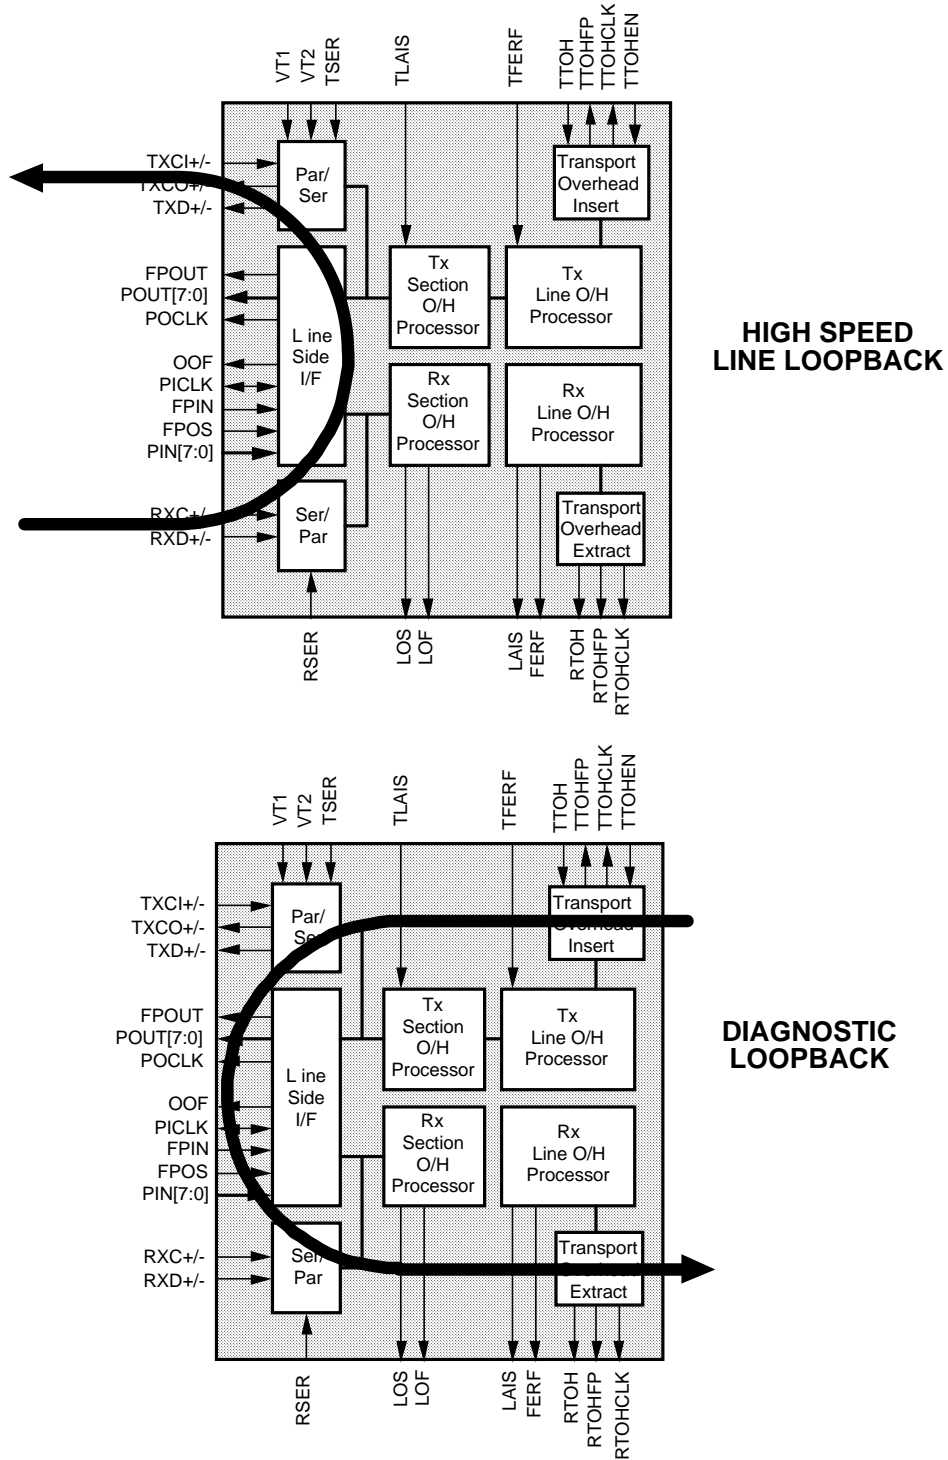 VT1
VT2
TSER
TLAIS
TFERF
TTOH
TTOHFP
TTOHCLK
TTOHEN
TXCI+/-
TXCO+/-
TXD+/-
Par/
Ser
Transport
Overhead
Insert
FPOUT
POUT[7:0]
POCLK
OOF
PICLK
FPIN
FPOS
PIN[7:0]
L ine
Side
I/F
Tx
Section
O/H
Processor
Tx
Line O/H
Processor
Rx
Section
O/H
Processor
Rx
Line O/H
Processor
HIGH SPEED
LINE LOOPBACK
RXC+/-
RXD+/-
Ser/
Par
Transport
Overhead
Extract
RSER
LOS
LOF
LAIS
FERF
RTOH
RTOHFP
RTOHCLK
VT1
VT2
TSER
TLAIS
TFERF
TTOH
TTOHFP
TTOHCLK
TTOHEN
TXCI+/-
TXCO+/-
TXD+/-
Par/
Ser
Transport
Overhead
Insert
FPOUT
POUT[7:0]
POCLK
OOF
PICLK
FPIN
FPOS
PIN[7:0]
L ine
Side
I/F
Tx
Section
O/H
Processor
Tx
Line O/H
Processor
Rx
Section
O/H
Processor
Rx
Line O/H
Processor
DIAGNOSTIC
LOOPBACK
RXC+/-
RXD+/-
Ser/
Par
Transport
Overhead
Extract
RSER
LOS
LOF
LAIS
FERF
RTOH
RTOHFP
RTOHCLK